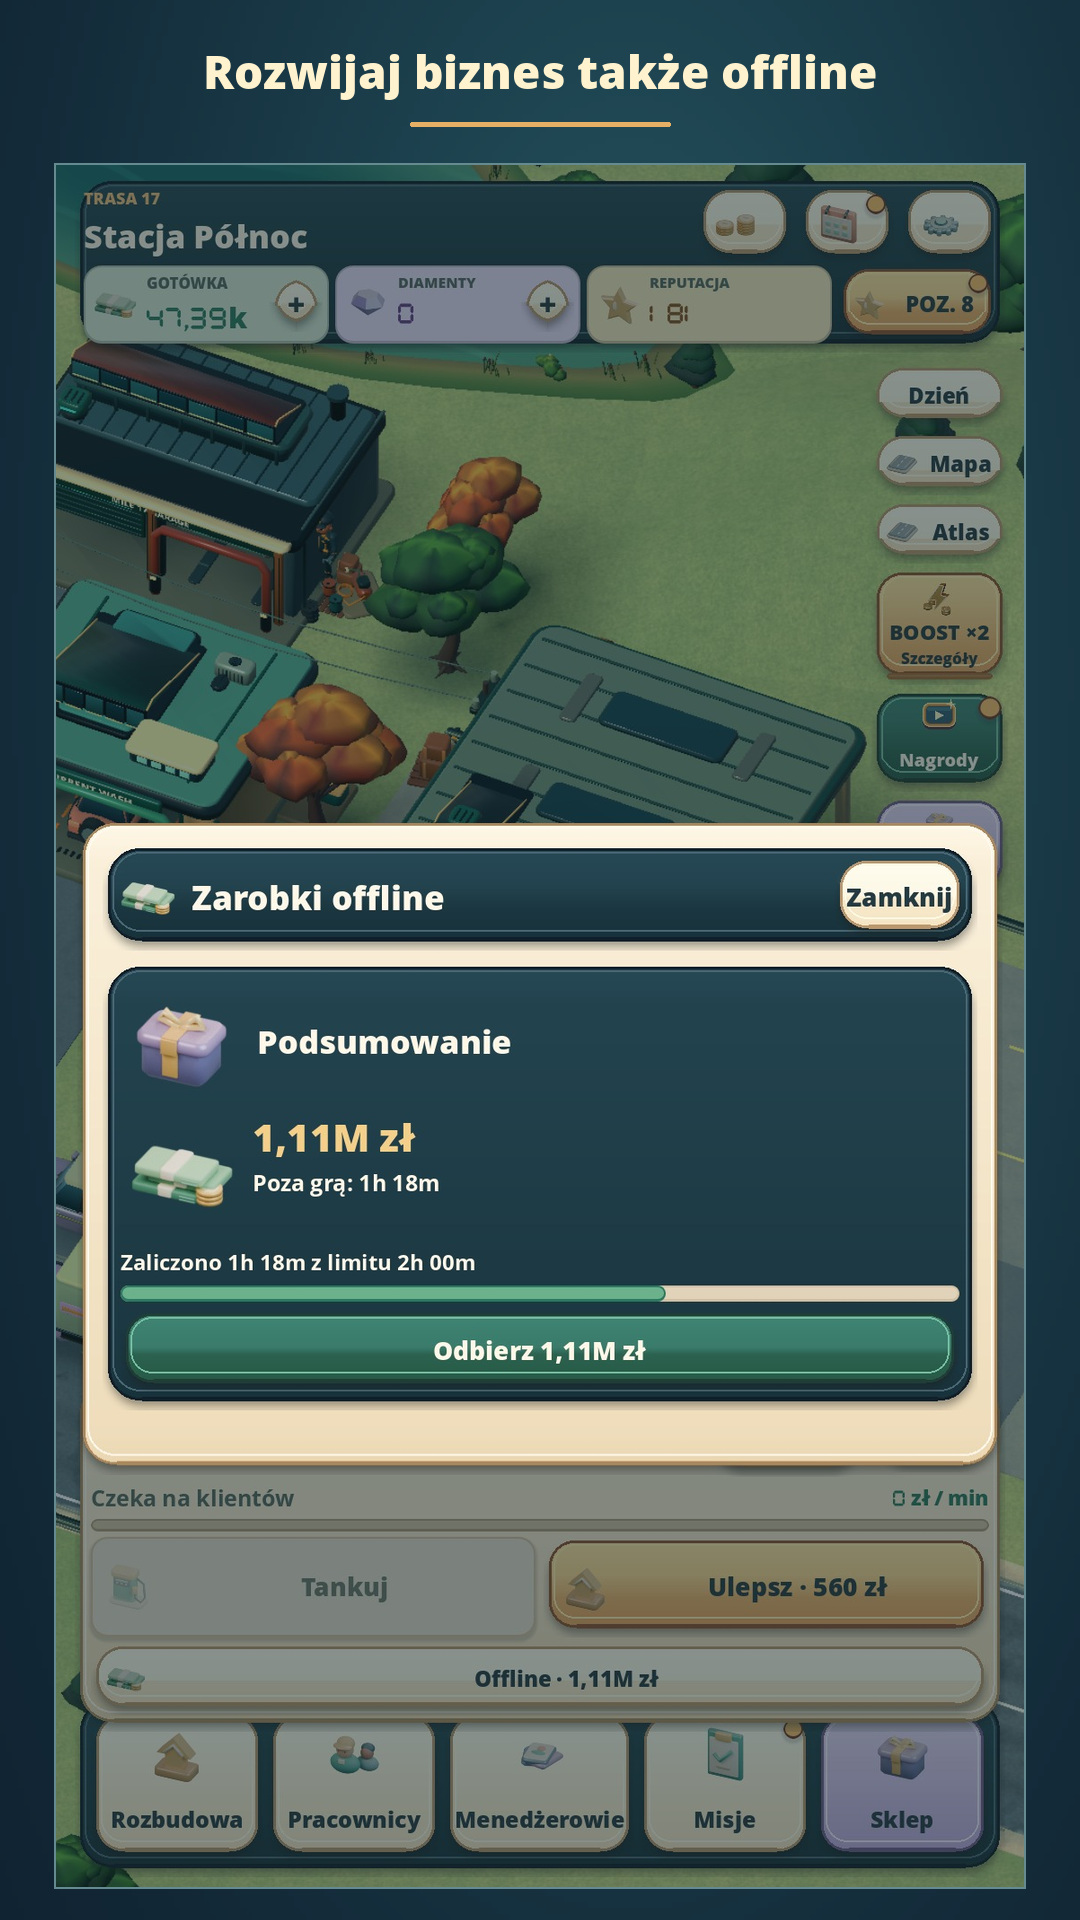 Rozwijaj biznes także offline
TRASA 17
Stacja Północ
GOTÓWKA
47,39k
+
DIAMENTY
0
+
REPUTACJA
181
POZ. 8
Dzień
Mapa
Atlas
BOOST ×2
Szczegóły
Nagrody
Zarobki offline
Zamknij
Podsumowanie
1,11M zł
Poza grą: 1h 18m
Zaliczono 1h 18m z limitu 2h 00m
Odbierz 1,11M zł
Czeka na klientów
0 zł / min
Tankuj
Ulepsz · 560 zł
Offline · 1,11M zł
Rozbudowa
Pracownicy
Menedżerowie
Misje
Sklep